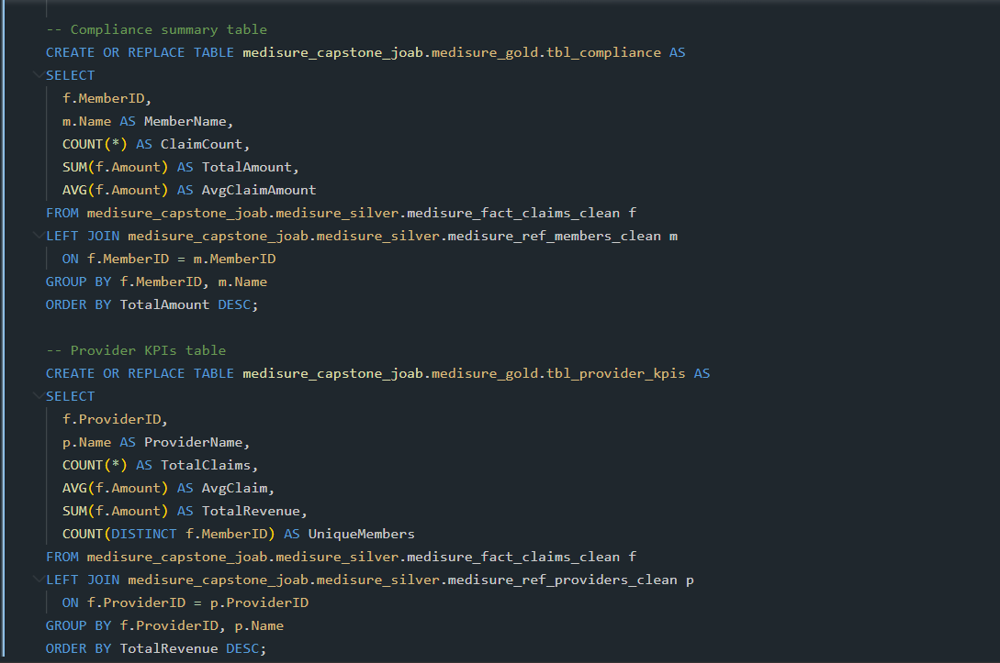 -- Compliance summary table
CREATE OR REPLACE TABLE medisure_capstone_joab.medisure_gold.tbl_compliance AS
SELECT
  f.MemberID,
  m.Name AS MemberName,
  COUNT(*) AS ClaimCount,
  SUM(f.Amount) AS TotalAmount,
  AVG(f.Amount) AS AvgClaimAmount
FROM medisure_capstone_joab.medisure_silver.medisure_fact_claims_clean f
LEFT JOIN medisure_capstone_joab.medisure_silver.medisure_ref_members_clean m
  ON f.MemberID = m.MemberID
GROUP BY f.MemberID, m.Name
ORDER BY TotalAmount DESC;

-- Provider KPIs table
CREATE OR REPLACE TABLE medisure_capstone_joab.medisure_gold.tbl_provider_kpis AS
SELECT
  f.ProviderID,
  p.Name AS ProviderName,
  COUNT(*) AS TotalClaims,
  AVG(f.Amount) AS AvgClaim,
  SUM(f.Amount) AS TotalRevenue,
  COUNT(DISTINCT f.MemberID) AS UniqueMembers
FROM medisure_capstone_joab.medisure_silver.medisure_fact_claims_clean f
LEFT JOIN medisure_capstone_joab.medisure_silver.medisure_ref_providers_clean p
  ON f.ProviderID = p.ProviderID
GROUP BY f.ProviderID, p.Name
ORDER BY TotalRevenue DESC;